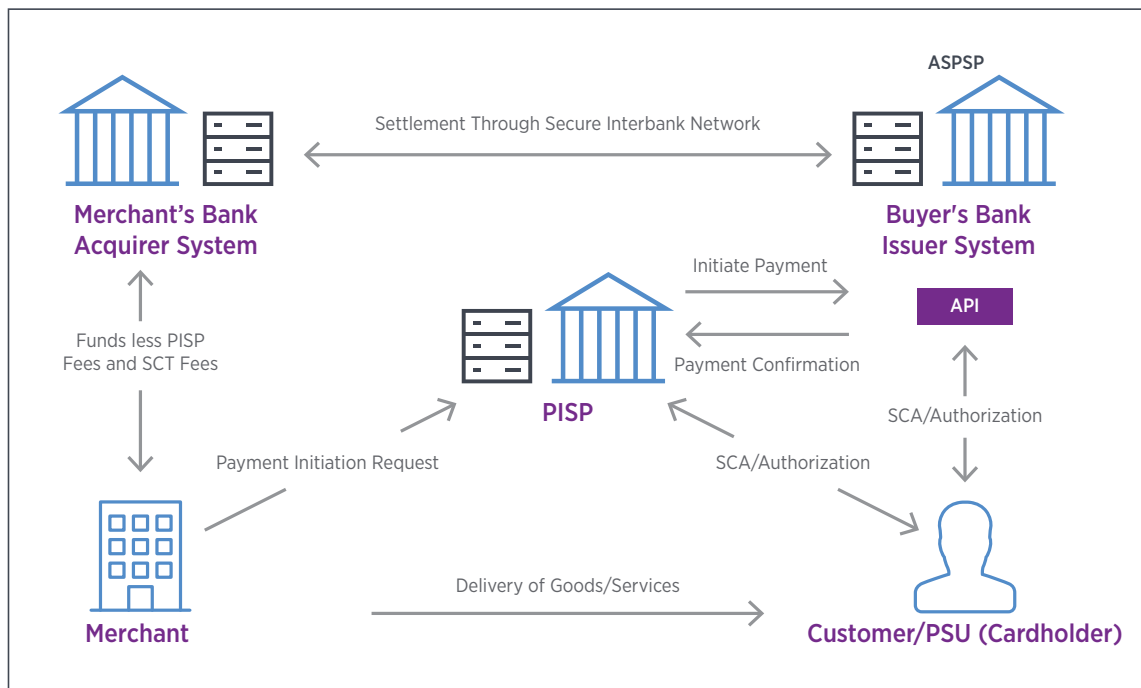 ASPSP
Settlement Through Secure Interbank Network
Merchant's Bank
Acquirer System
Buyer's Bank
Issuer System
Initiate Payment
API
Funds less PISP
Fees and SCT Fees
Payment Confirmation
PISP
SCA/Authorization
Payment Initiation Request
SCA/Authorization
Delivery of Goods/Services
Merchant
Customer/PSU (Cardholder)